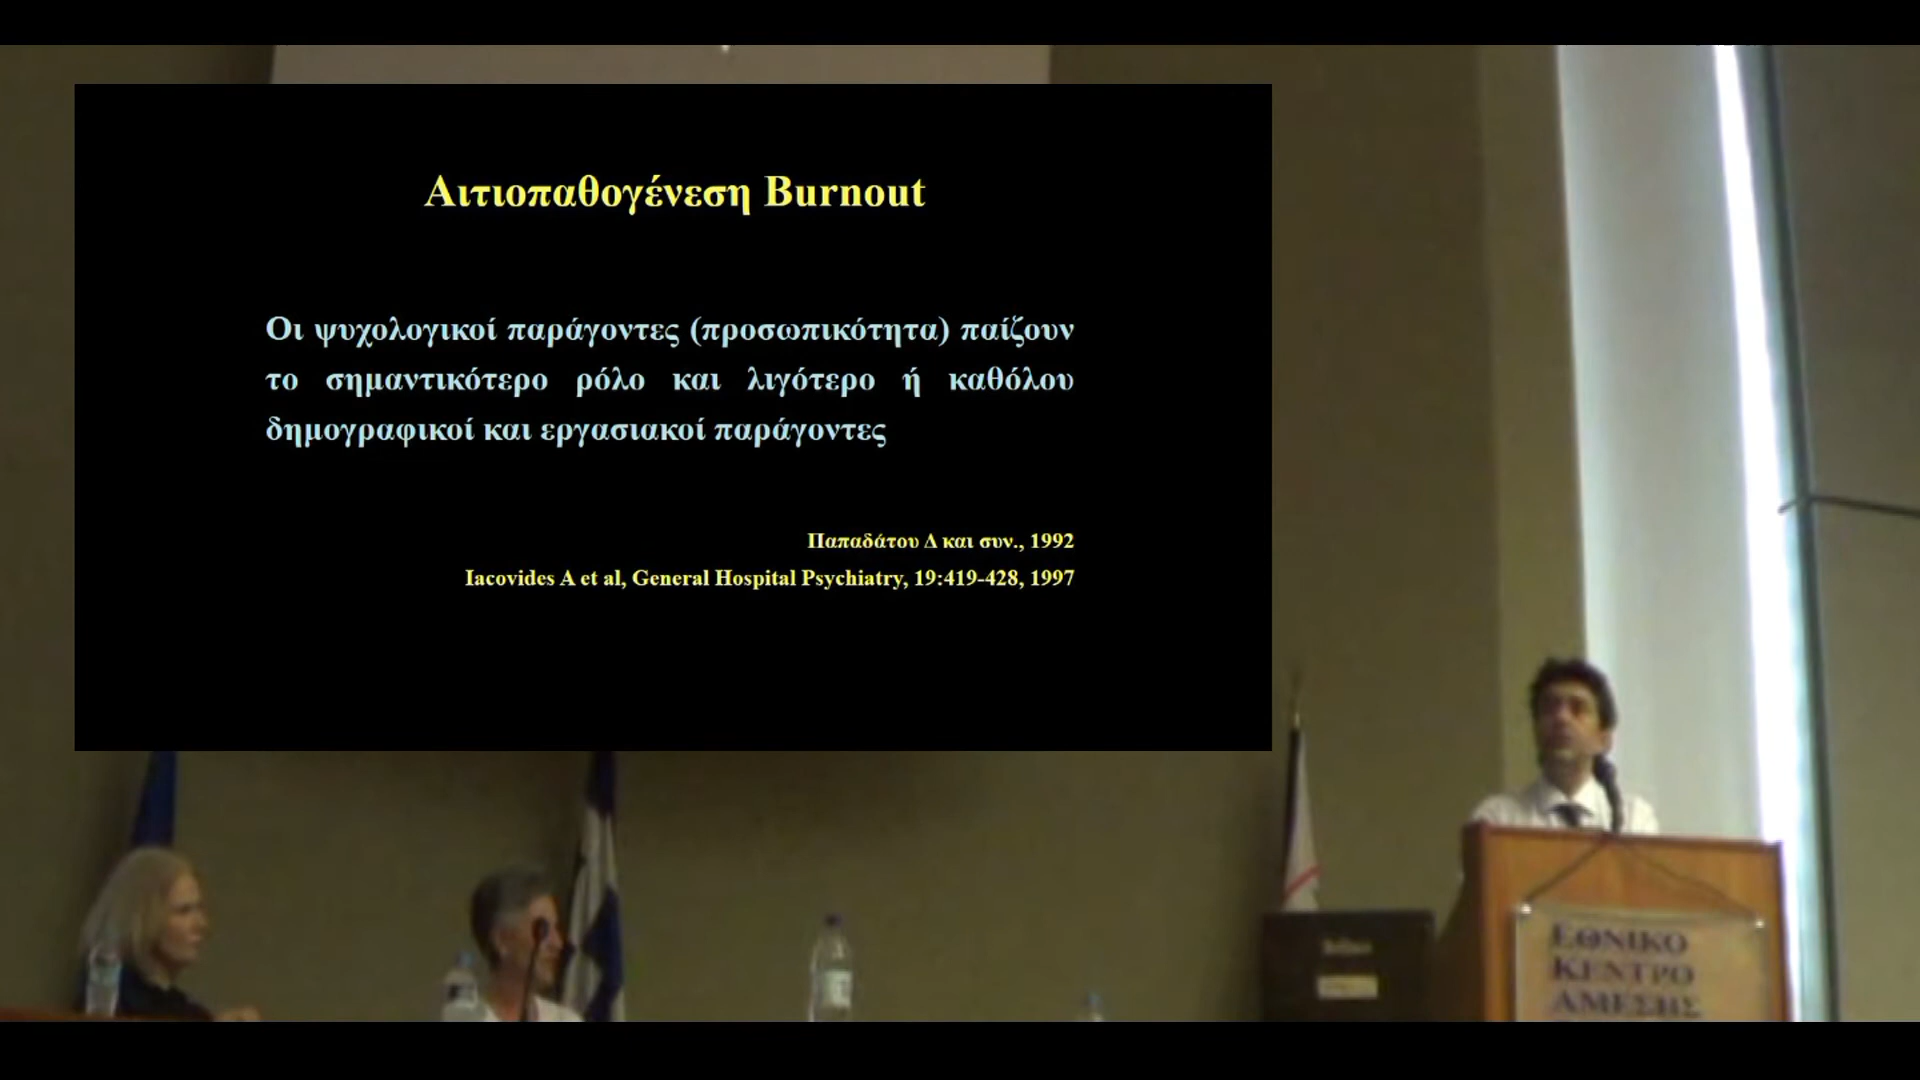 Αιτιοπαθογένεση Burnout
Οι ψυχολογικοί παράγοντες (προσωπικότητα) παίζουν
το σημαντικότερο ρόλο και λιγότερο ή καθόλου
δημογραφικοί και εργασιακοί παράγοντες
Παπαδάτου Δ και συν., 1992
Iacovides A et al, General Hospital Psychiatry, 19:419-428, 1997
ΕΘΝΙΚΟ
ΚΕΝΤΡΟ
ΑΜΕΣΗΣ